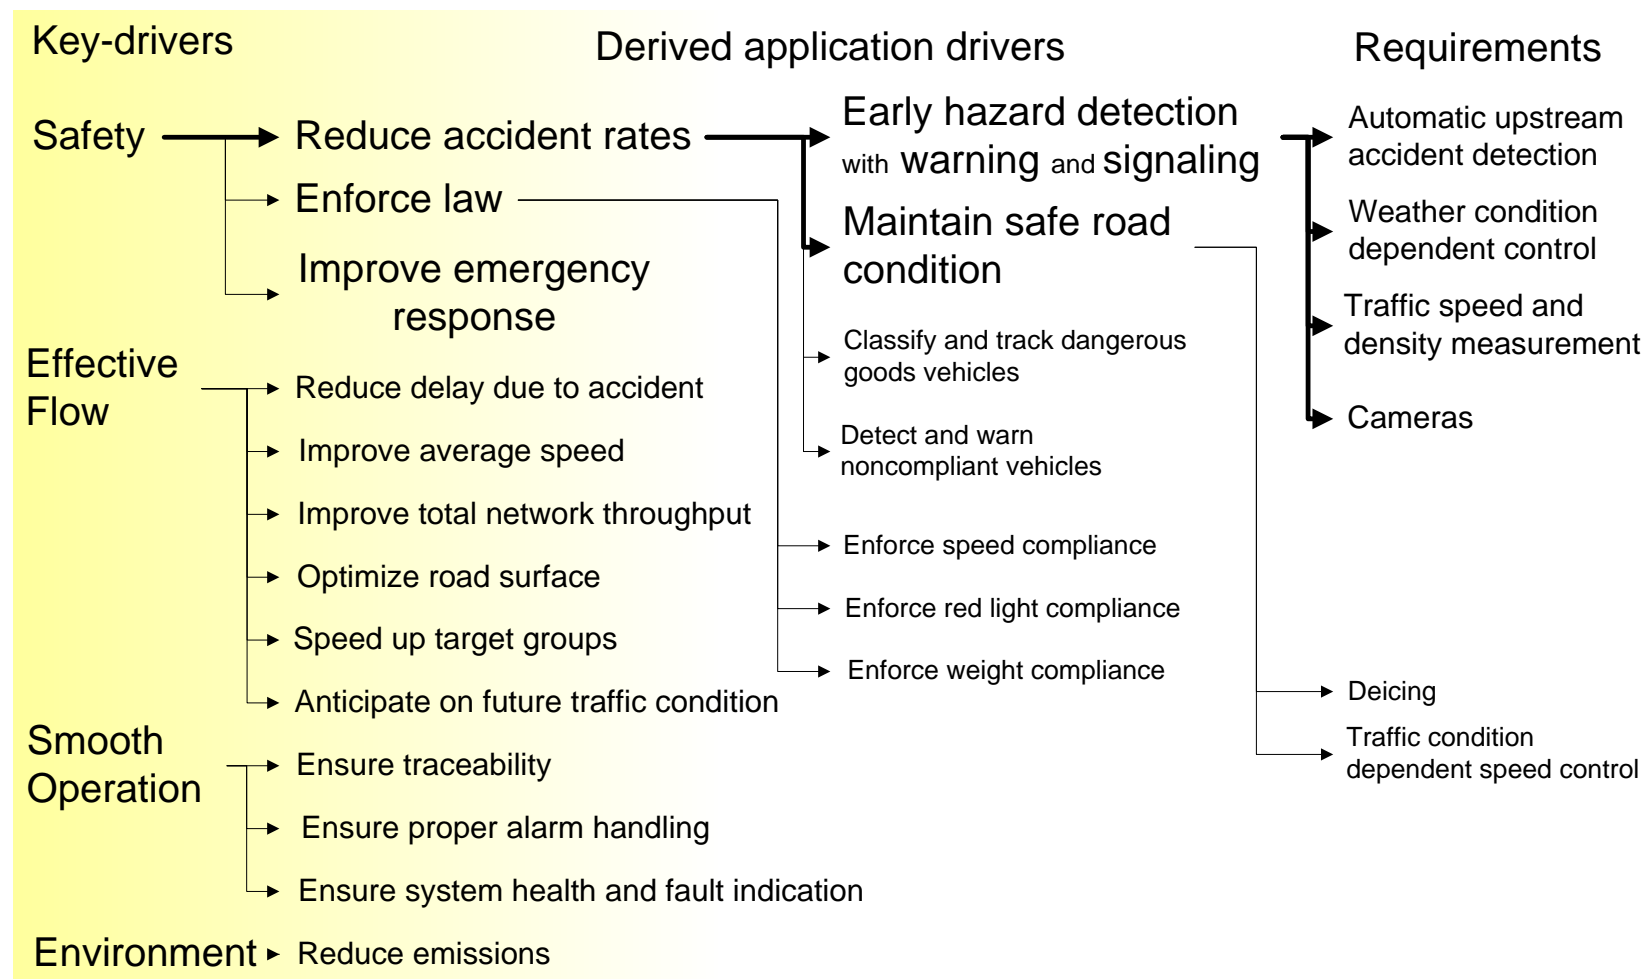 Key-drivers
Derived application drivers
Requirements
Safety
Reduce accident rates
Enforce law
Improve emergency
response
Effective
Flow
Reduce delay due to accident
Improve average speed
Improve total network throughput
Optimize road surface
Speed up target groups
Anticipate on future traffic condition
Smooth
Operation
Ensure traceability
Ensure proper alarm handling
Ensure system health and fault indication
Environment
Reduce emissions
Early hazard detection
with warning and signaling
Maintain safe road
condition
Classify and track dangerous
goods vehicles
Detect and warn
noncompliant vehicles
Enforce speed compliance
Enforce red light compliance
Enforce weight compliance
Automatic upstream
accident detection
Weather condition
dependent control
Traffic speed and
density measurement
Cameras
Deicing
Traffic condition
dependent speed control